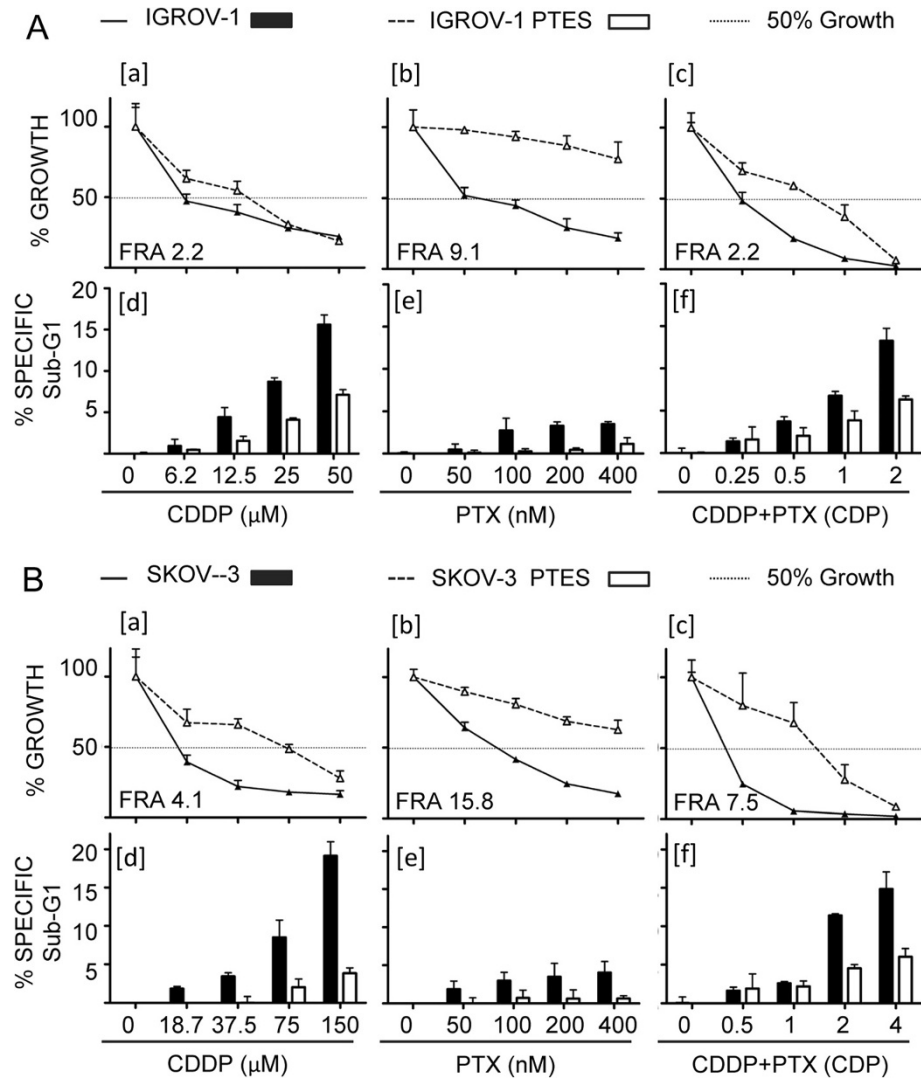 A
IGROV-1
IGROV-1 PTES
50% Growth
[a]
[b]
[c]
% GROWTH
100
50
FRA 2.2
FRA 9.1
FRA 2.2
% SPECIFIC
Sub-G1
20
15
10
5
[d]
[e]
[f]
0 6.2 12.5 25 50
0 50 100 200 400
0 0.25 0.5 1 2
CDDP (µM)
PTX (nM)
CDDP+PTX (CDP)
B
SKOV--3
SKOV-3 PTES
50% Growth
[a]
[b]
[c]
% GROWTH
100
50
FRA 4.1
FRA 15.8
FRA 7.5
% SPECIFIC
Sub-G1
20
15
10
5
[d]
[e]
[f]
0 18.7 37.5 75 150
0 50 100 200 400
0 0.5 1 2 4
CDDP (µM)
PTX (nM)
CDDP+PTX (CDP)